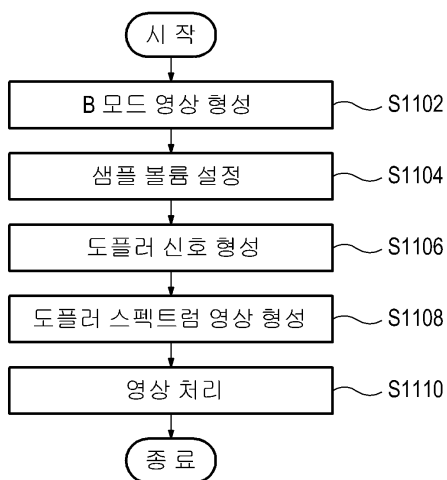 시 작
B 모드 영상 형성
S1102
샘플 볼륨 설정
S1104
도플러 신호 형성
S1106
도플러 스펙트럼 영상 형성
S1108
영상 처리
S1110
종 료